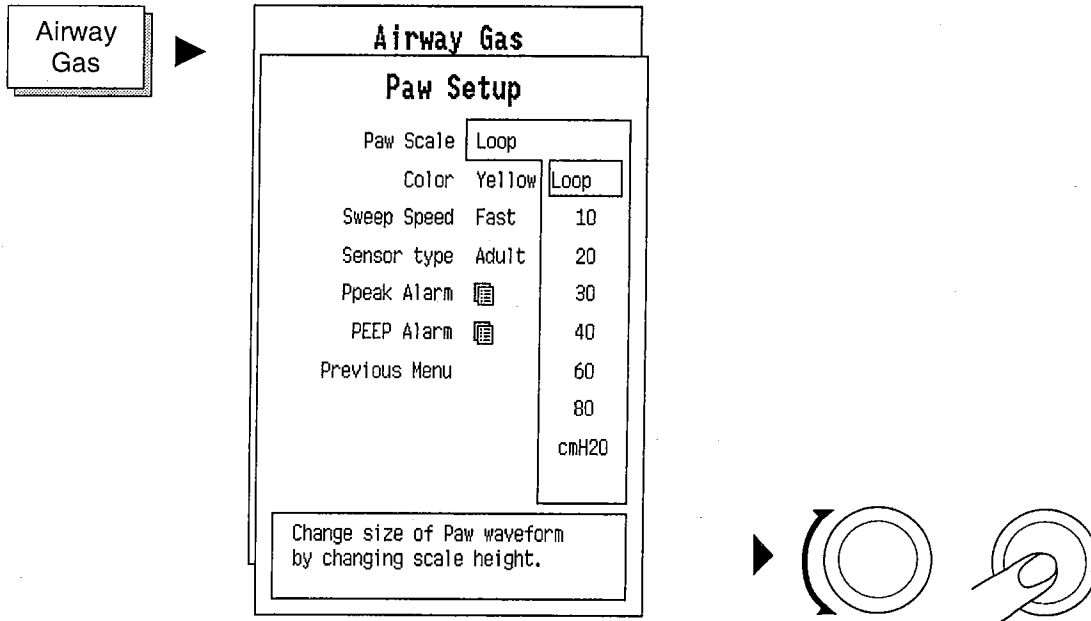 Airway
Gas
Airway Gas
Paw Setup
Paw Scale Loop
Color Yellow Loop
Sweep Speed Fast 10
Sensor type Adult 20
Ppeak Alarm 30
PEEP Alarm 40
Previous Menu 60
80
cmH2O
Change size of Paw waveform
by changing scale height.